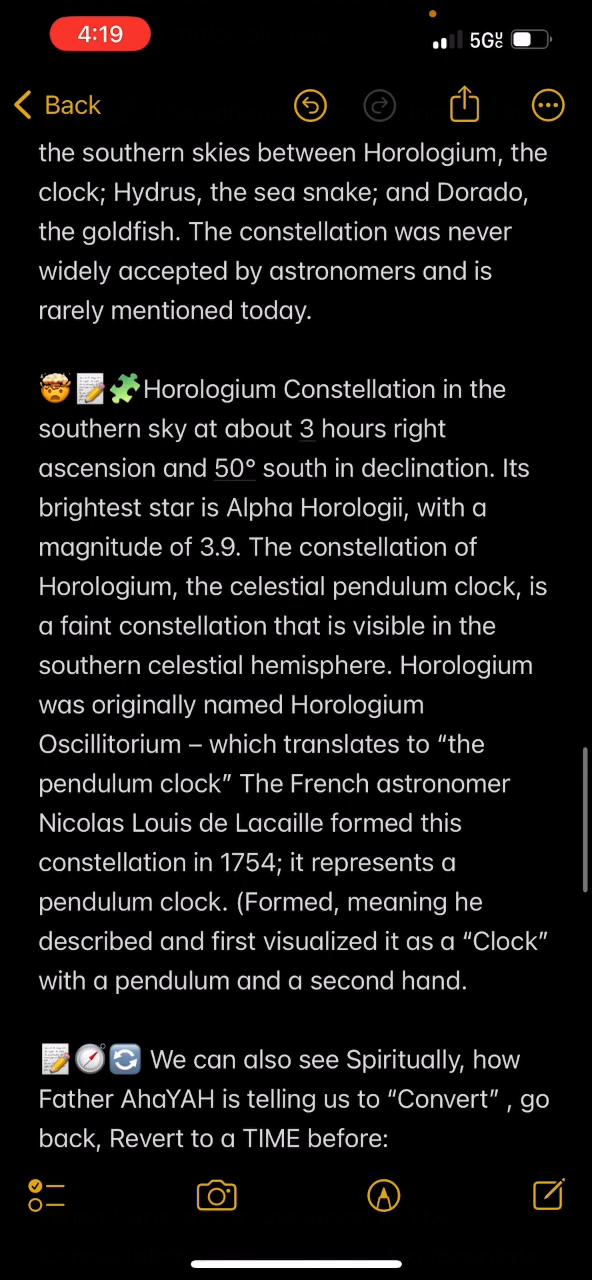 4:19
5G
Back
the southern skies between Horologium, the
clock; Hydrus, the sea snake; and Dorado,
the goldfish. The constellation was never
widely accepted by astronomers and is
rarely mentioned today.
🤯📝🧩Horologium Constellation in the
southern sky at about 3 hours right
ascension and 50° south in declination. Its
brightest star is Alpha Horologii, with a
magnitude of 3.9. The constellation of
Horologium, the celestial pendulum clock, is
a faint constellation that is visible in the
southern celestial hemisphere. Horologium
was originally named Horologium
Oscillitorium – which translates to “the
pendulum clock” The French astronomer
Nicolas Louis de Lacaille formed this
constellation in 1754; it represents a
pendulum clock. (Formed, meaning he
described and first visualized it as a “Clock”
with a pendulum and a second hand.
📝🧭🔄 We can also see Spiritually, how
Father AhaYAH is telling us to “Convert” , go
back, Revert to a TIME before: